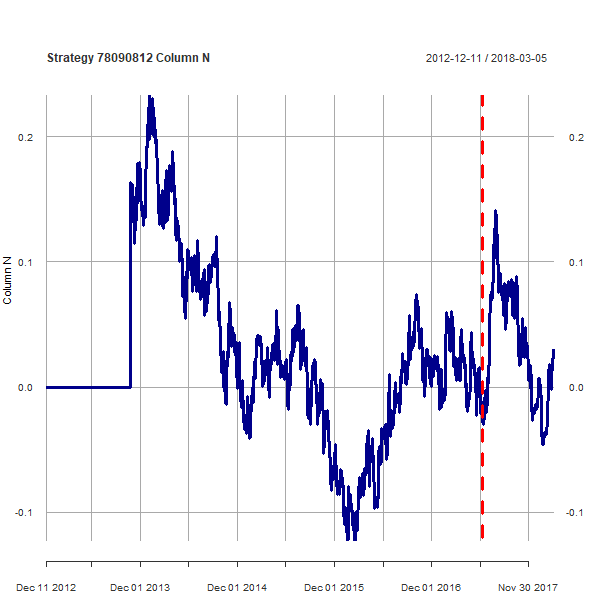 Strategy 78090812 Column N
2012-12-11 / 2018-03-05
0.2
0.2
Column N
0.1
0.1
0.0
0.0
-0.1
-0.1
Dec 11 2012
Dec 01 2013
Dec 01 2014
Dec 01 2015
Dec 01 2016
Nov 30 2017